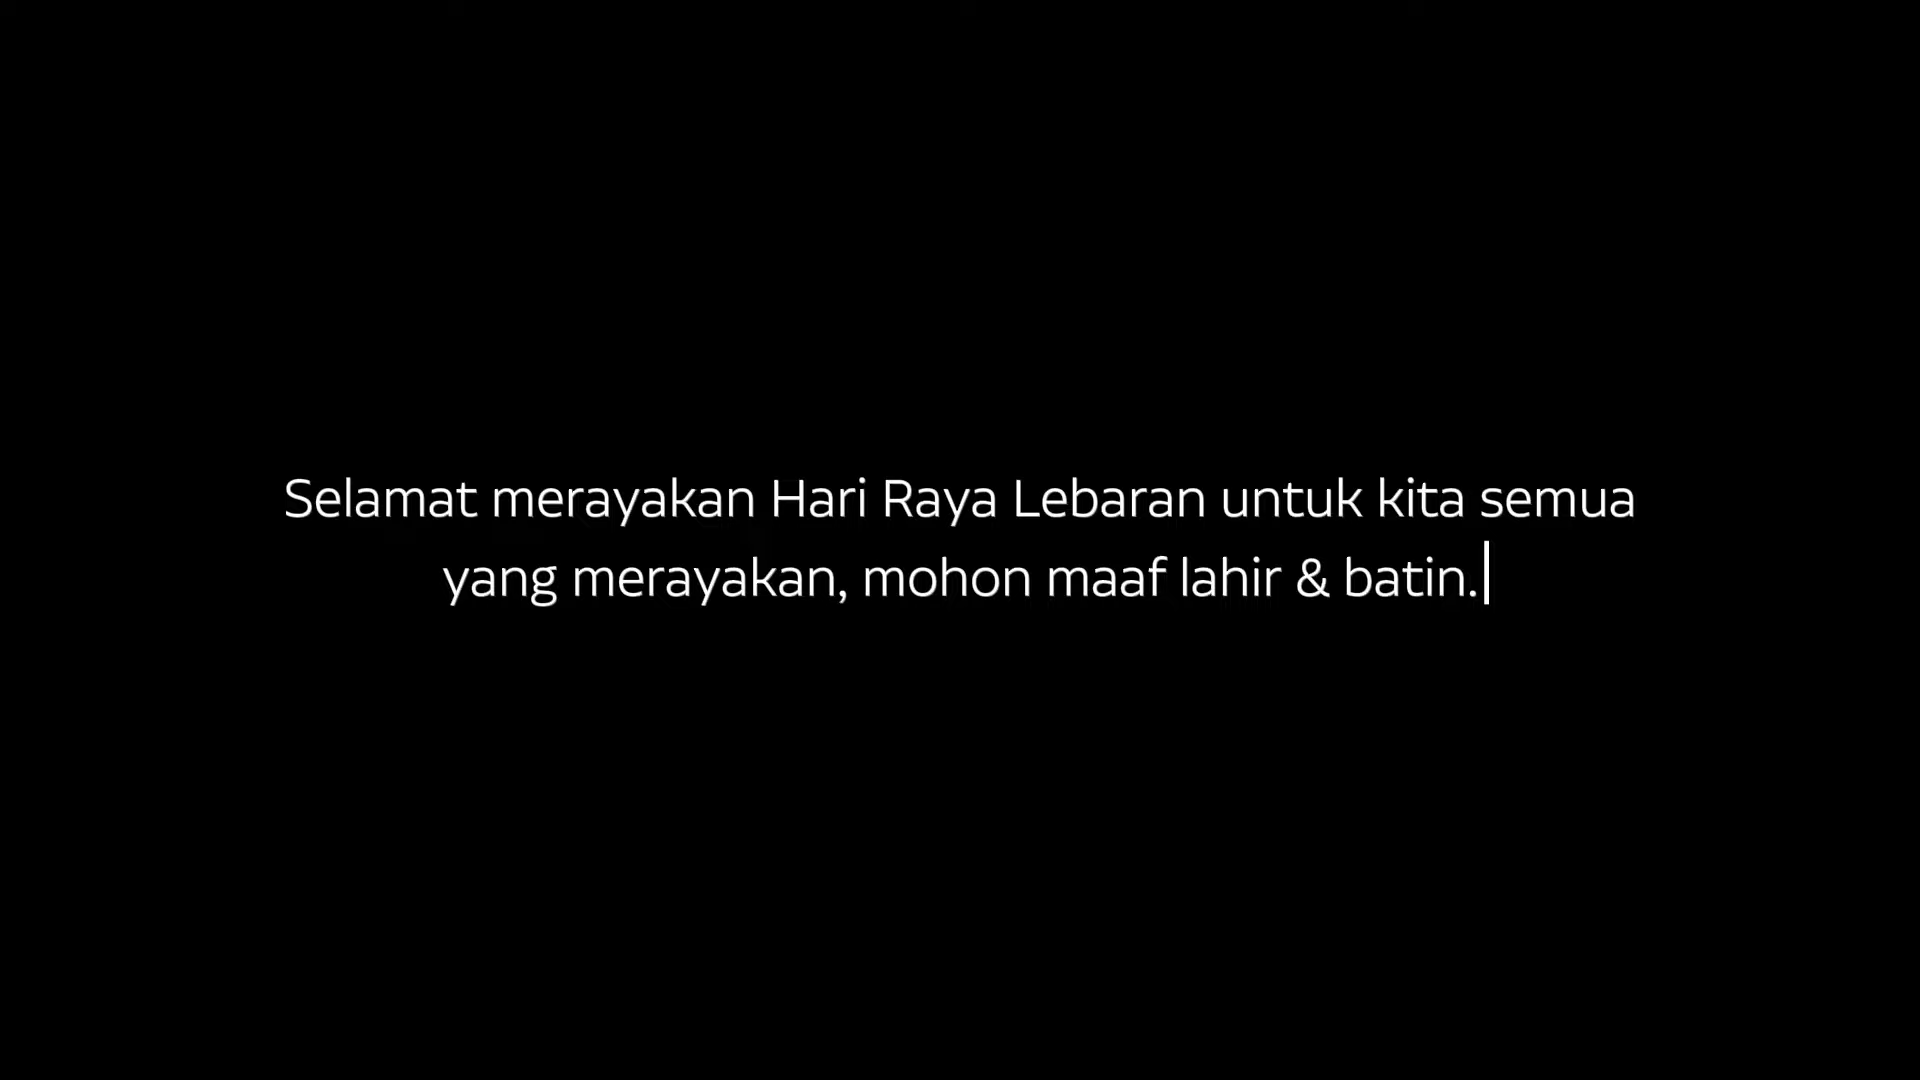 Selamat merayakan Hari Raya Lebaran untuk kita semua
yang merayakan, mohon maaf lahir & batin.